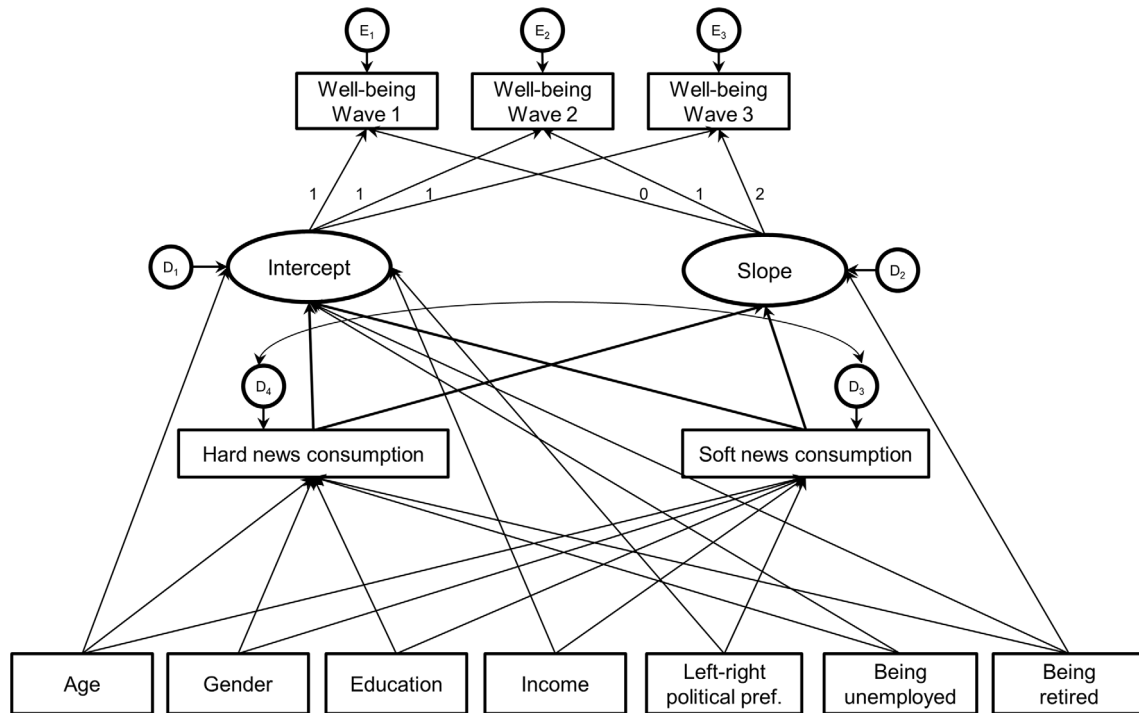 E1
E2
E3
Well-being
Wave 1
Well-being
Wave 2
Well-being
Wave 3
1
1
1
0
1
2
D1
Intercept
Slope
D2
D4
D3
Hard news consumption
Soft news consumption
Age
Gender
Education
Income
Left-right
political pref.
Being
unemployed
Being
retired